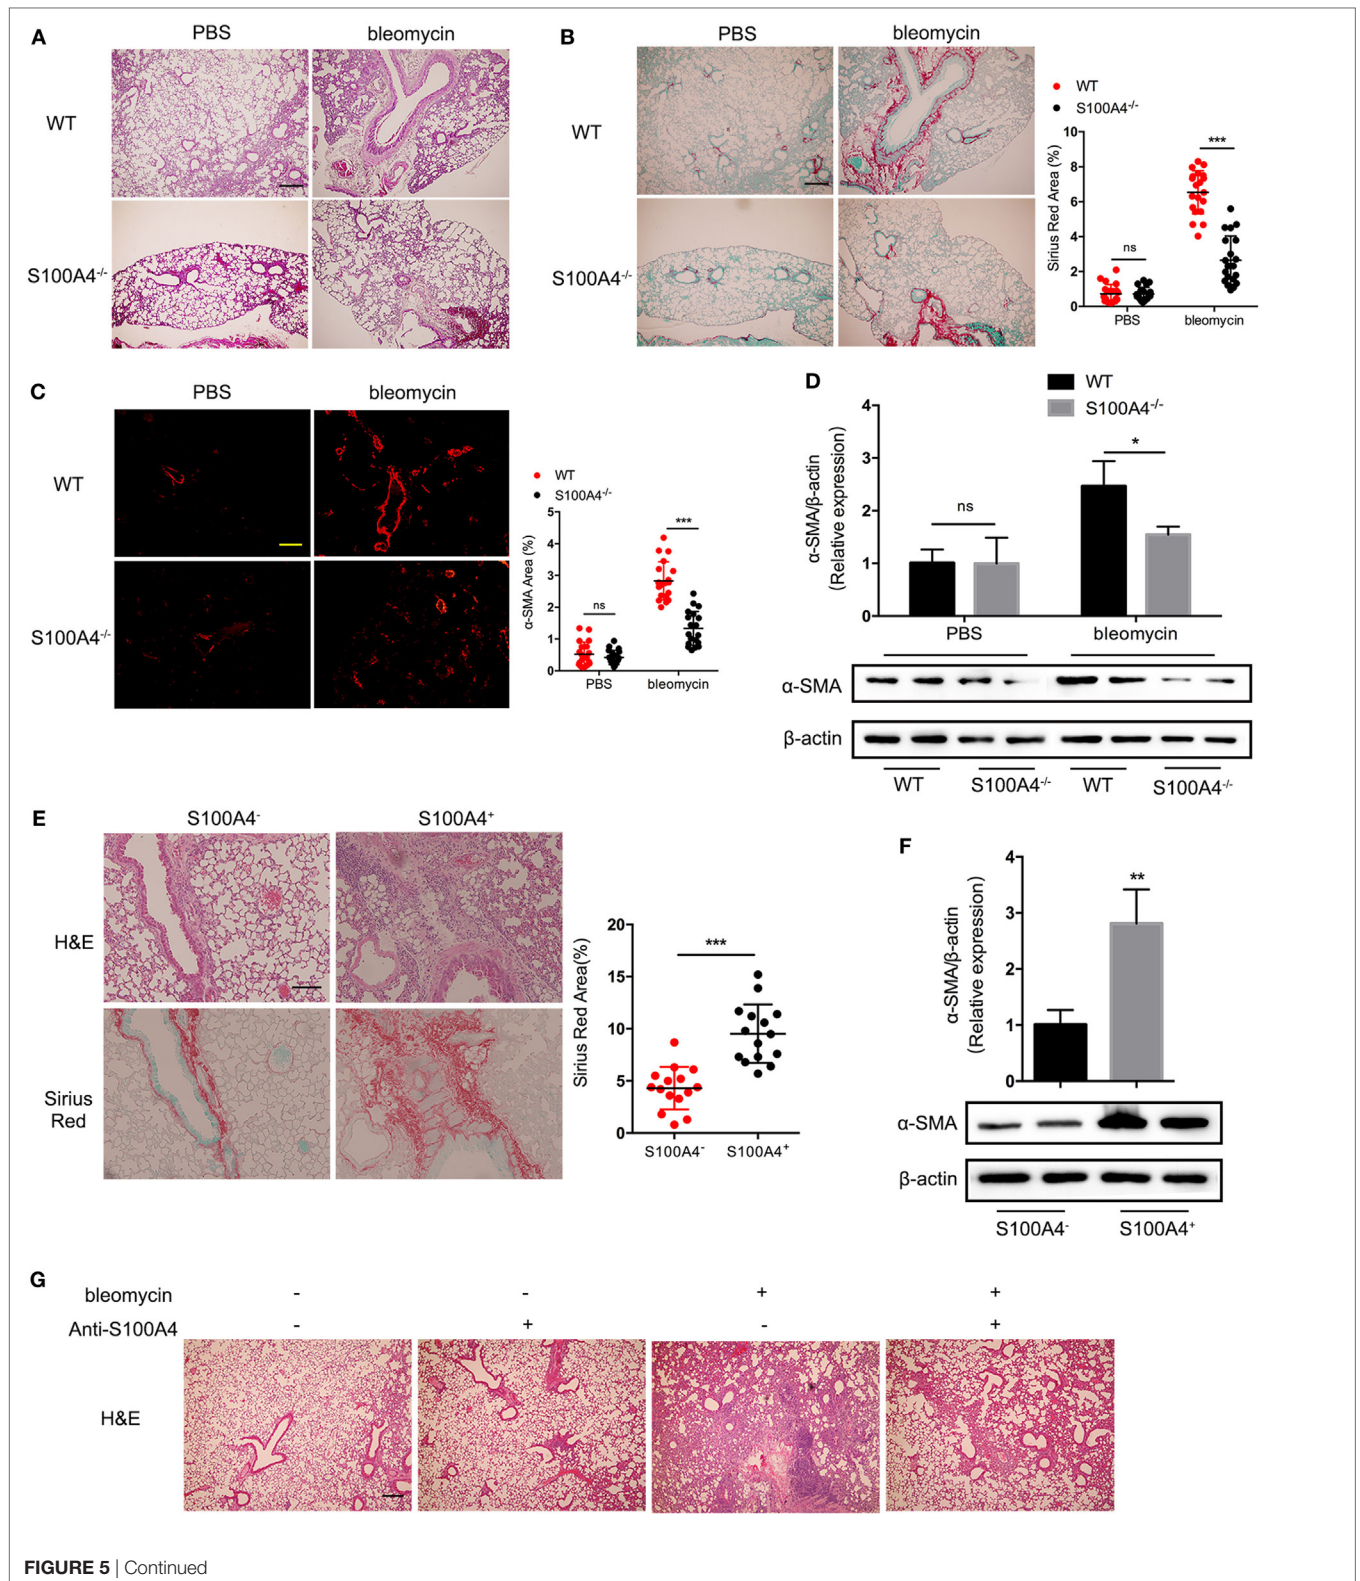 A
PBS
bleomycin
WT
S100A4-/-
B
PBS
bleomycin
WT
S100A4-/-
WT
S100A4-/-
Sirius Red Area (%)
10
8
6
4
2
0
ns
***
PBS
bleomycin
C
PBS
bleomycin
WT
S100A4-/-
WT
S100A4-/-
α-SMA Area (%)
5
4
3
2
1
0
ns
***
PBS
bleomycin
D
WT
S100A4-/-
α-SMA/β-actin
(Relative expression)
4
3
2
1
0
ns
*
PBS
bleomycin
α-SMA
β-actin
WT
S100A4-/-
WT
S100A4-/-
E
S100A4-
S100A4+
H&E
Sirius
Red
Sirius Red Area(%)
20
15
10
5
0
***
S100A4-
S100A4+
F
α-SMA/β-actin
(Relative expression)
4
3
2
1
0
**
α-SMA
β-actin
S100A4-
S100A4+
G
bleomycin - - + +
Anti-S100A4 - + - +
H&E
FIGURE 5 | Continued